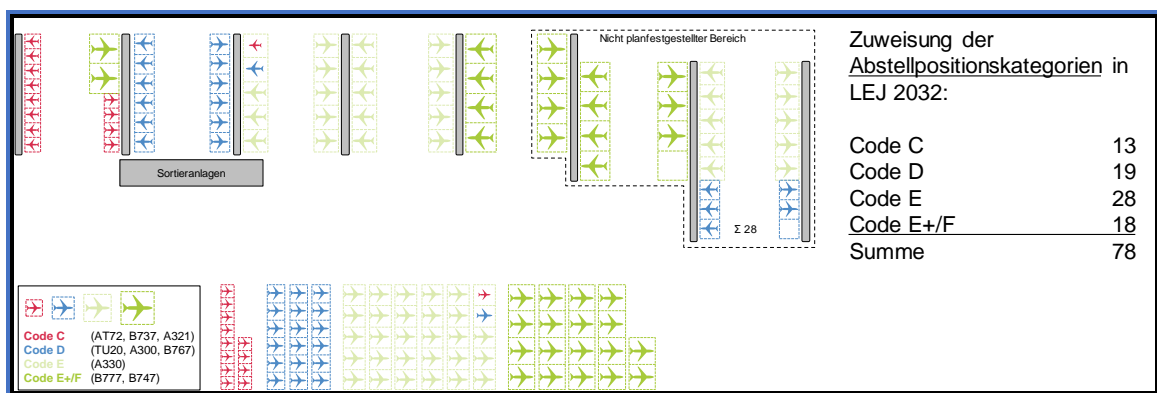 Nicht planfestgestellter Bereich
Sortieranlagen
Σ 28
Zuweisung der
Abstellpositionskategorien in
LEJ 2032:
Code C 13
Code D 19
Code E 28
Code E+/F 18
Summe 78
Code C (AT72, B737, A321)
Code D (TU20, A300, B767)
Code E (A330)
Code E+/F (B777, B747)